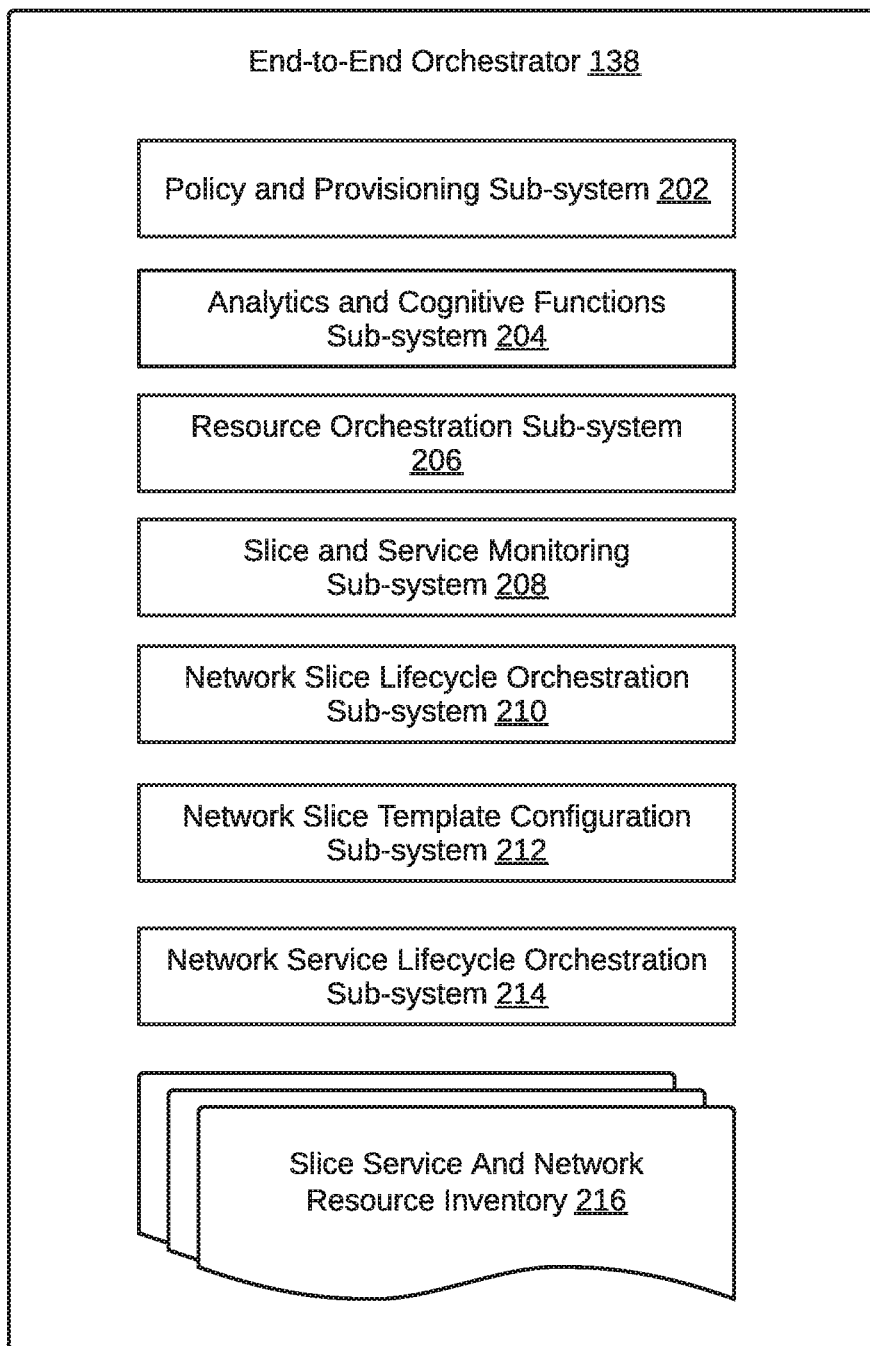 End-to-End Orchestrator 138
Policy and Provisioning Sub-system 202
Analytics and Cognitive Functions
Sub-system 204
Resource Orchestration Sub-system
206
Slice and Service Monitoring
Sub-system 208
Network Slice Lifecycle Orchestration
Sub-system 210
Network Slice Template Configuration
Sub-system 212
Network Service Lifecycle Orchestration
Sub-system 214
Slice Service And Network
Resource Inventory 216